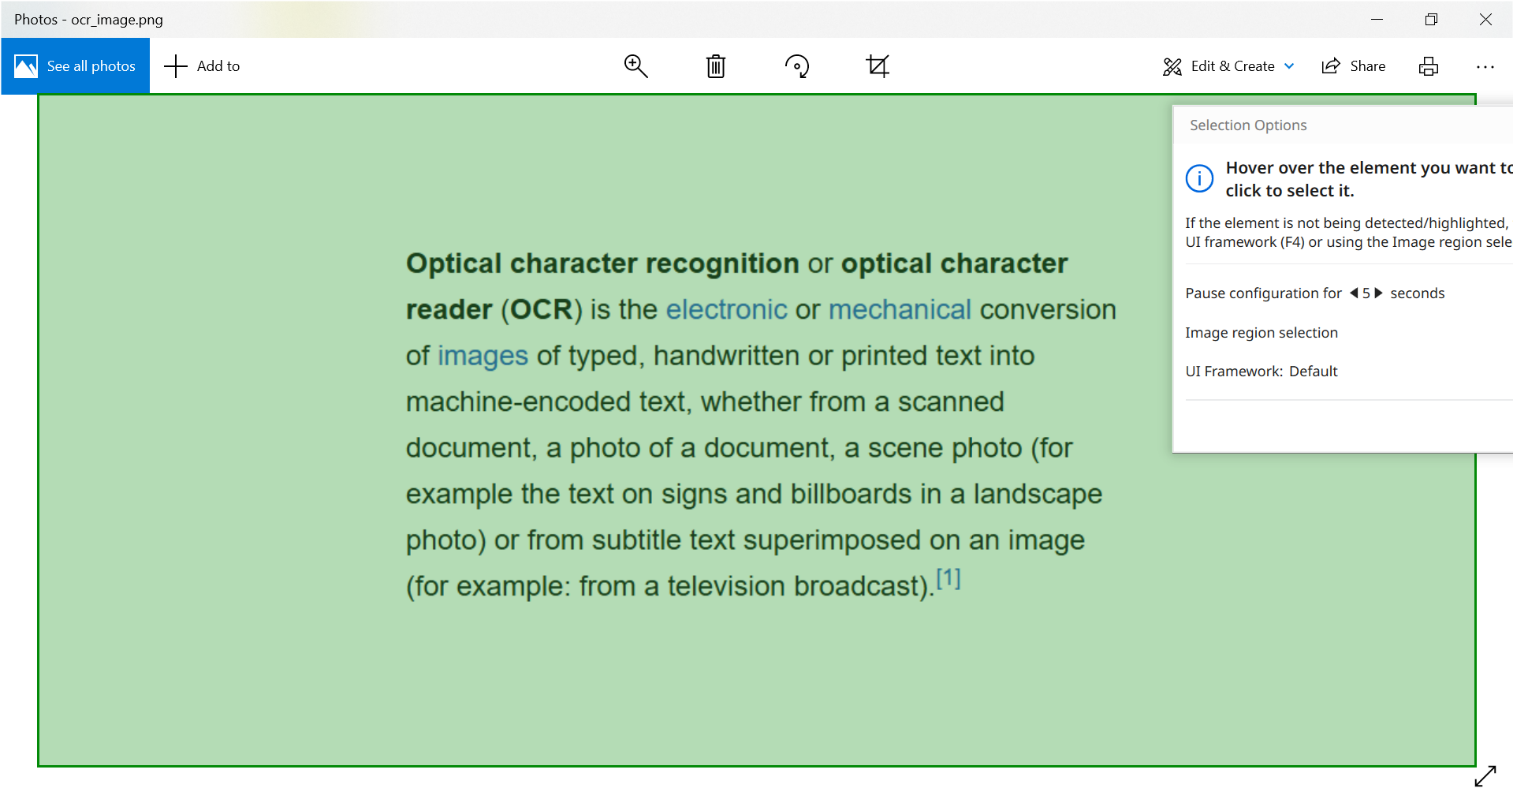 Photos - ocr_image.png
See all photos
Add to
Edit & Create
Share
Selection Options
Hover over the element you want to
click to select it.
If the element is not being detected/highlighted,
UI framework (F4) or using the Image region sele
Pause configuration for 5 seconds
Image region selection
UI Framework: Default
Optical character recognition or optical character
reader (OCR) is the electronic or mechanical conversion
of images of typed, handwritten or printed text into
machine-encoded text, whether from a scanned
document, a photo of a document, a scene photo (for
example the text on signs and billboards in a landscape
photo) or from subtitle text superimposed on an image
(for example: from a television broadcast).[1]